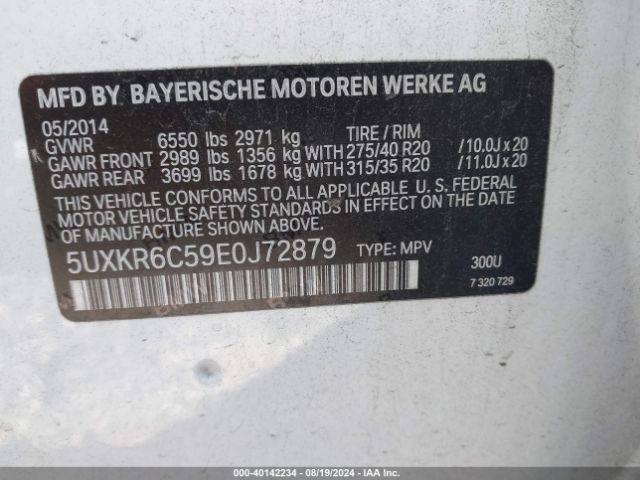 MFD BY BAYERISCHE MOTOREN WERKE AG
05/2014 TIRE / RIM
GVWR 6550 lbs 2971 kg
GAWR FRONT 2989 lbs 1356 kg WITH 275/40 R20 /10.0J x 20
GAWR REAR 3699 lbs 1678 kg WITH 315/35 R20 /11.0J x 20
THIS VEHICLE CONFORMS TO ALL APPLICABLE U.S. FEDERAL
MOTOR VEHICLE SAFETY STANDARDS IN EFFECT ON THE
DATE OF MANUFACTURE SHOWN ABOVE.
5UXKR6C59E0J72879 TYPE: MPV 300U
7 320 729
000-40142234 - 08/19/2024 - IAA Inc.